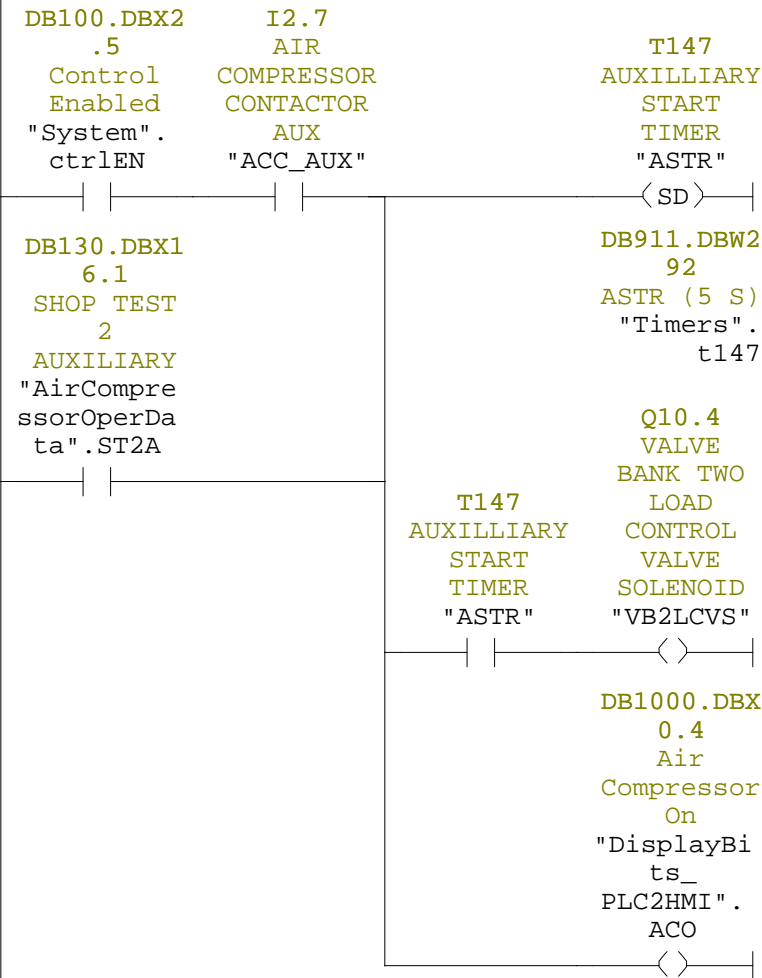 DB100.DBX2
.5
Control
Enabled
"System".
ctrlEN
I2.7
AIR
COMPRESSOR
CONTACTOR
AUX
"ACC_AUX"
T147
AUXILLIARY
START
TIMER
"ASTR"
SD
DB911.DBW2
92
ASTR (5 S)
"Timers".
t147
DB130.DBX1
6.1
SHOP TEST
2
AUXILIARY
"AirCompre
ssorOperDa
ta".ST2A
T147
AUXILLIARY
START
TIMER
"ASTR"
Q10.4
VALVE
BANK TWO
LOAD
CONTROL
VALVE
SOLENOID
"VB2LCVS"
DB1000.DBX
0.4
Air
Compressor
On
"DisplayBi
ts_
PLC2HMI".
ACO